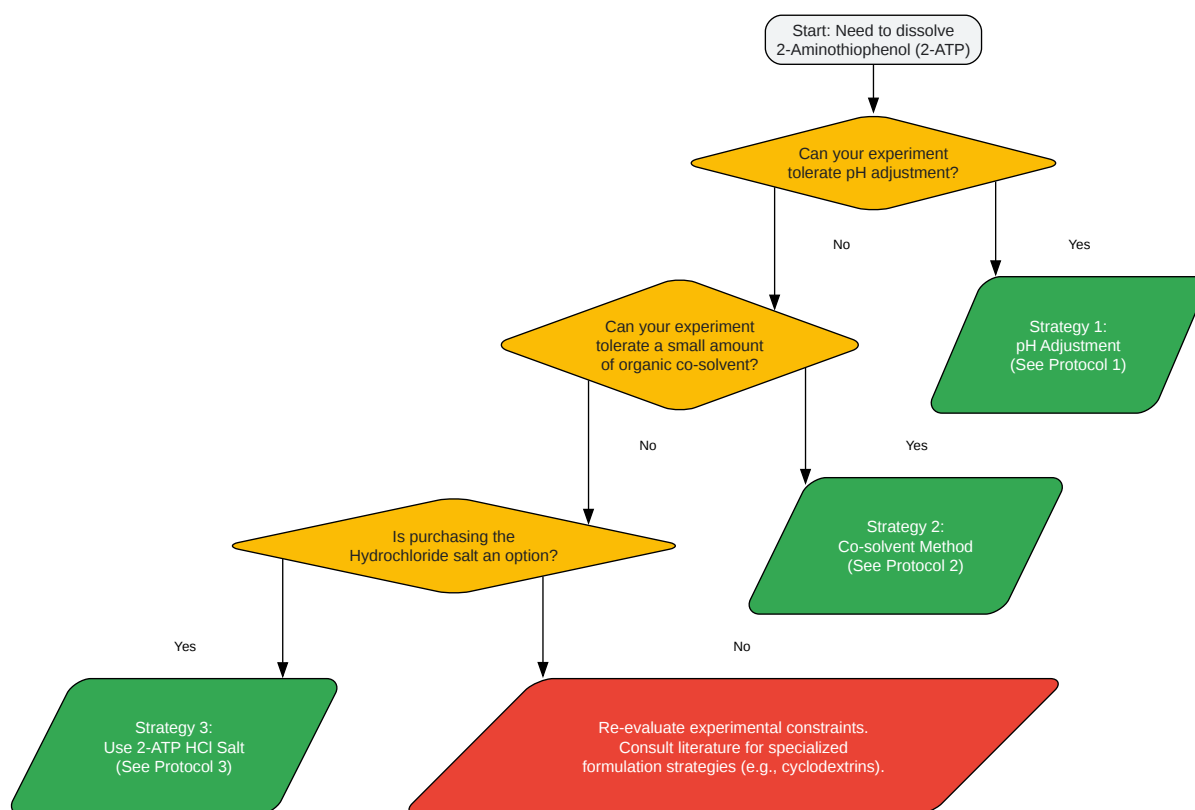 Start: Need to dissolve
2-Aminothiophenol (2-ATP)
Can your experiment
tolerate pH adjustment?
No
Yes
Can your experiment
tolerate a small amount
of organic co-solvent?
Strategy 1:
pH Adjustment
(See Protocol 1)
No
Yes
Is purchasing the
Hydrochloride salt an option?
Strategy 2:
Co-solvent Method
(See Protocol 2)
Yes
No
Strategy 3:
Use 2-ATP HCl Salt
(See Protocol 3)
Re-evaluate experimental constraints.
Consult literature for specialized
formulation strategies (e.g., cyclodextrins).